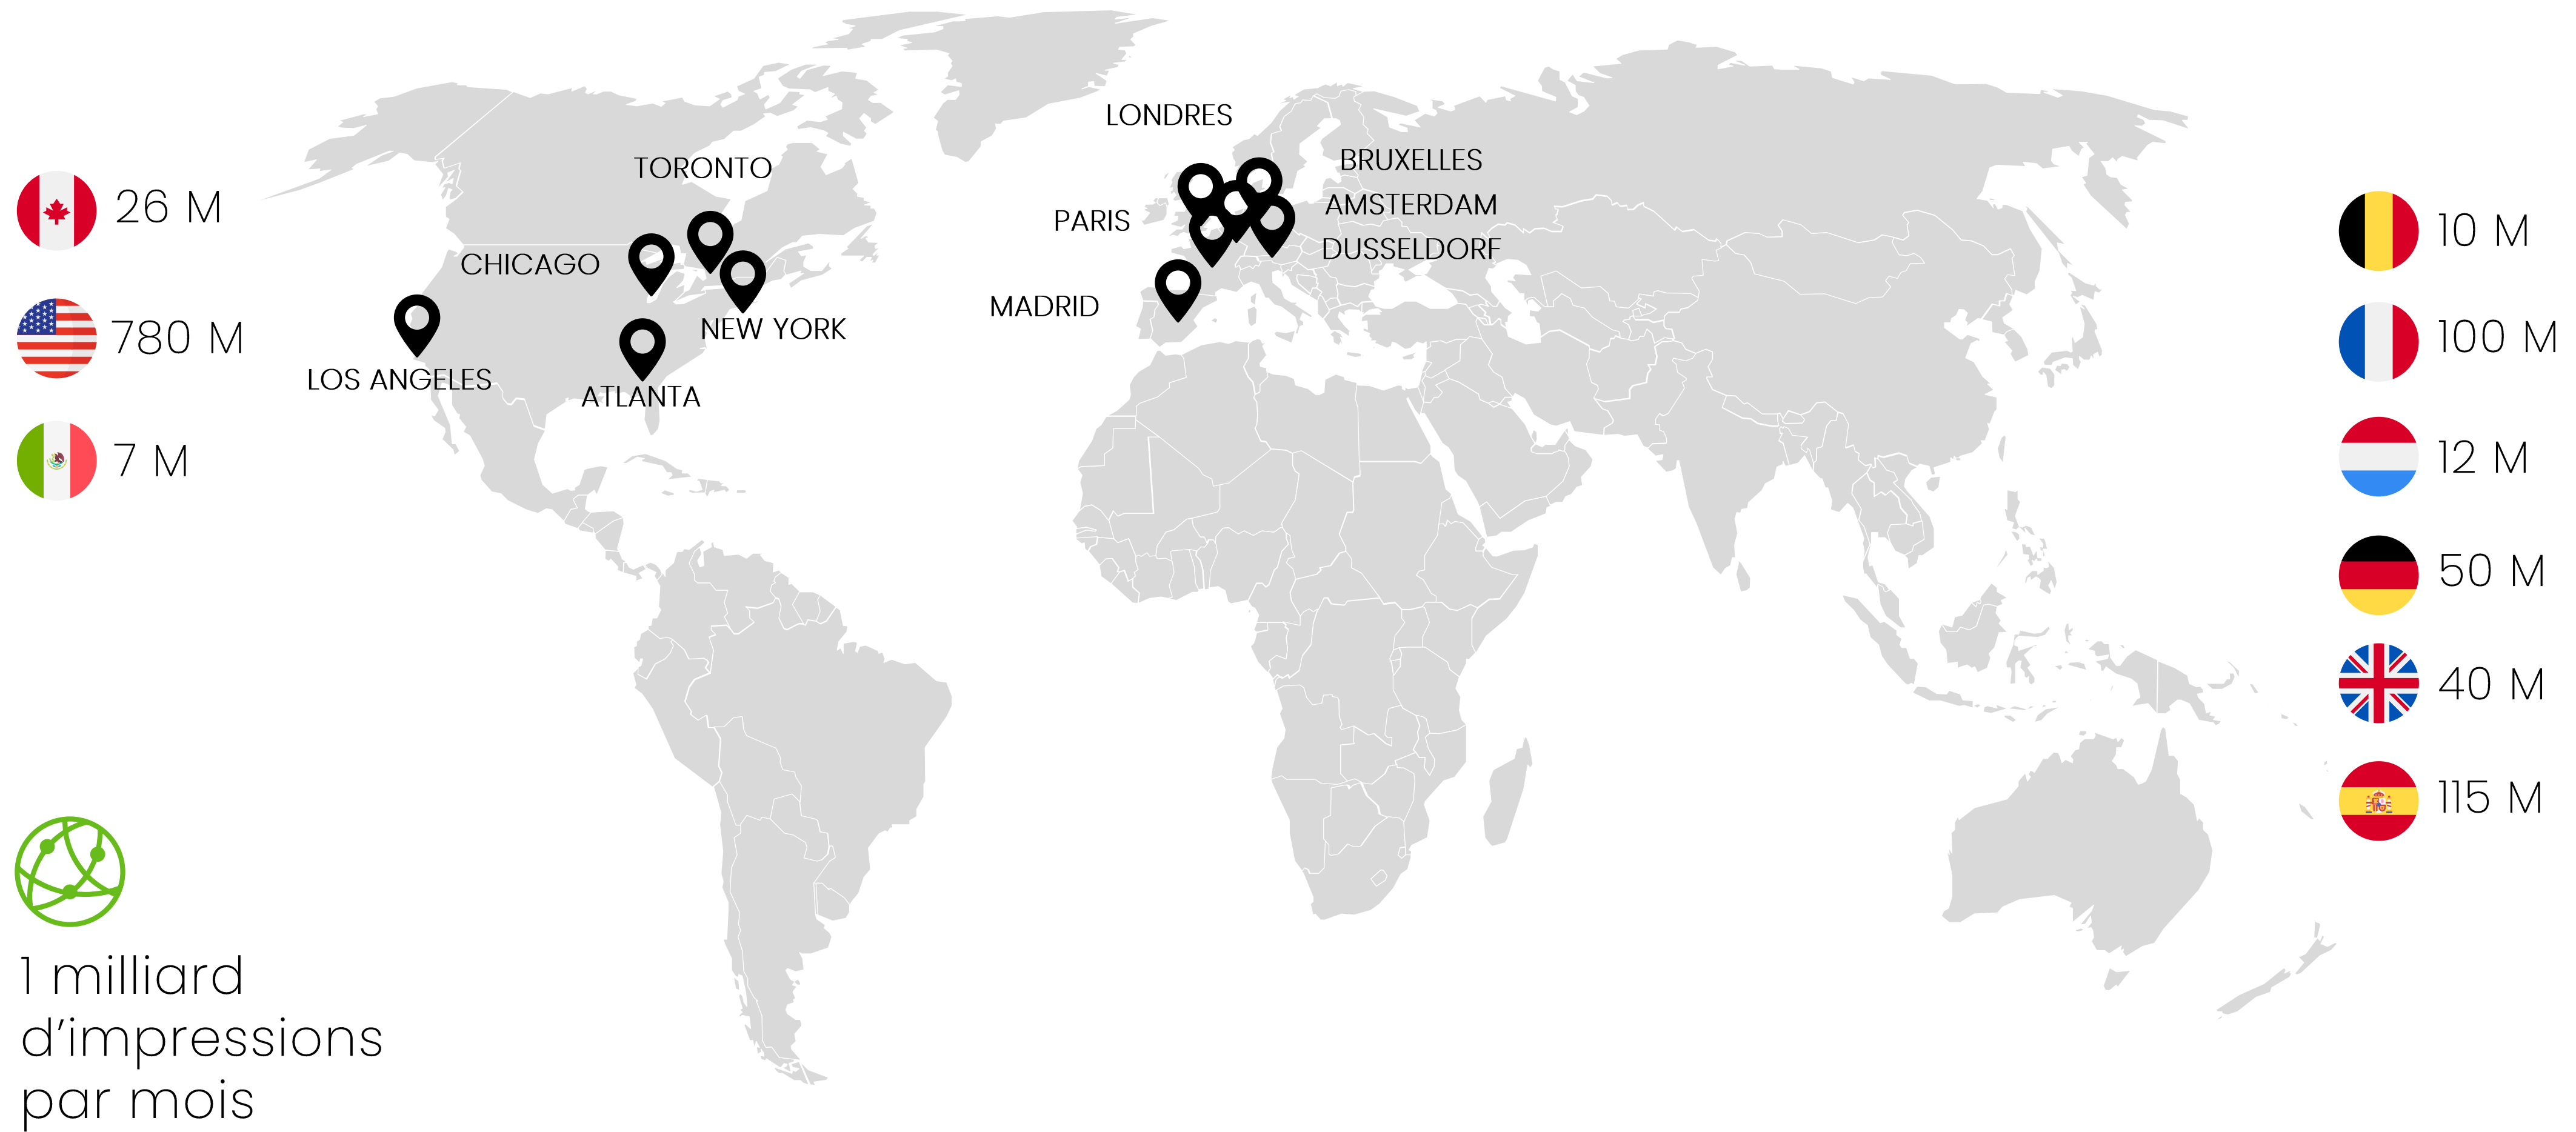 26 M
780 M
7 M
TORONTO
CHICAGO
NEW YORK
LOS ANGELES
ATLANTA
LONDRES
BRUXELLES
AMSTERDAM
DUSSELDORF
PARIS
MADRID
10 M
100 M
12 M
50 M
40 M
115 M
1 milliard
d’impressions
par mois